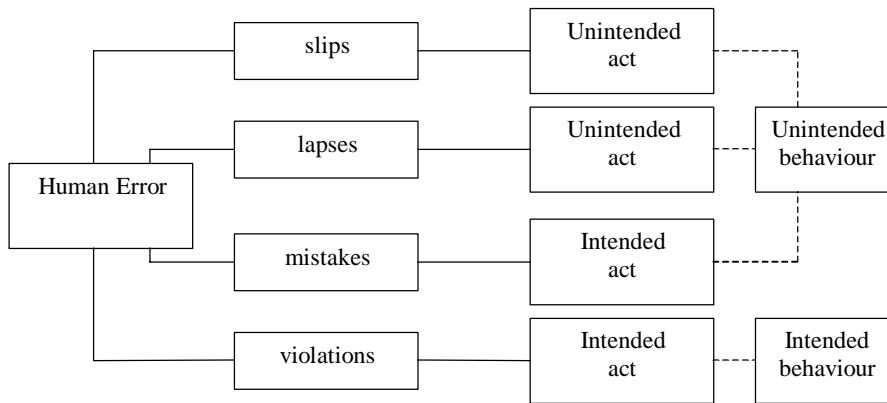 slips
Unintended
act
lapses
Unintended
act
Unintended
behaviour
Human Error
mistakes
Intended
act
violations
Intended
act
Intended
behaviour